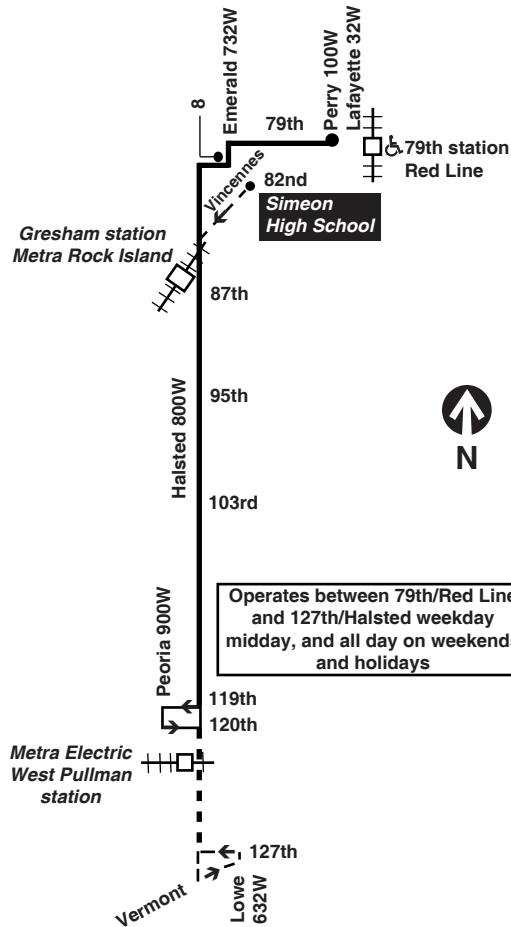 8
Emerald 732W
79th
Perry 100W
Lafayette 32W
79th station
Red Line
Vincennes
82nd
Simeon
High School
Gresham station
Metra Rock Island
87th
Halsted 800W
95th
N
103rd
Operates between 79th/Red Line
and 127th/Halsted weekday
midday, and all day on weekends
and holidays
Peoria 900W
119th
120th
Metra Electric
West Pullman
station
127th
Vermont
Lowe
632W